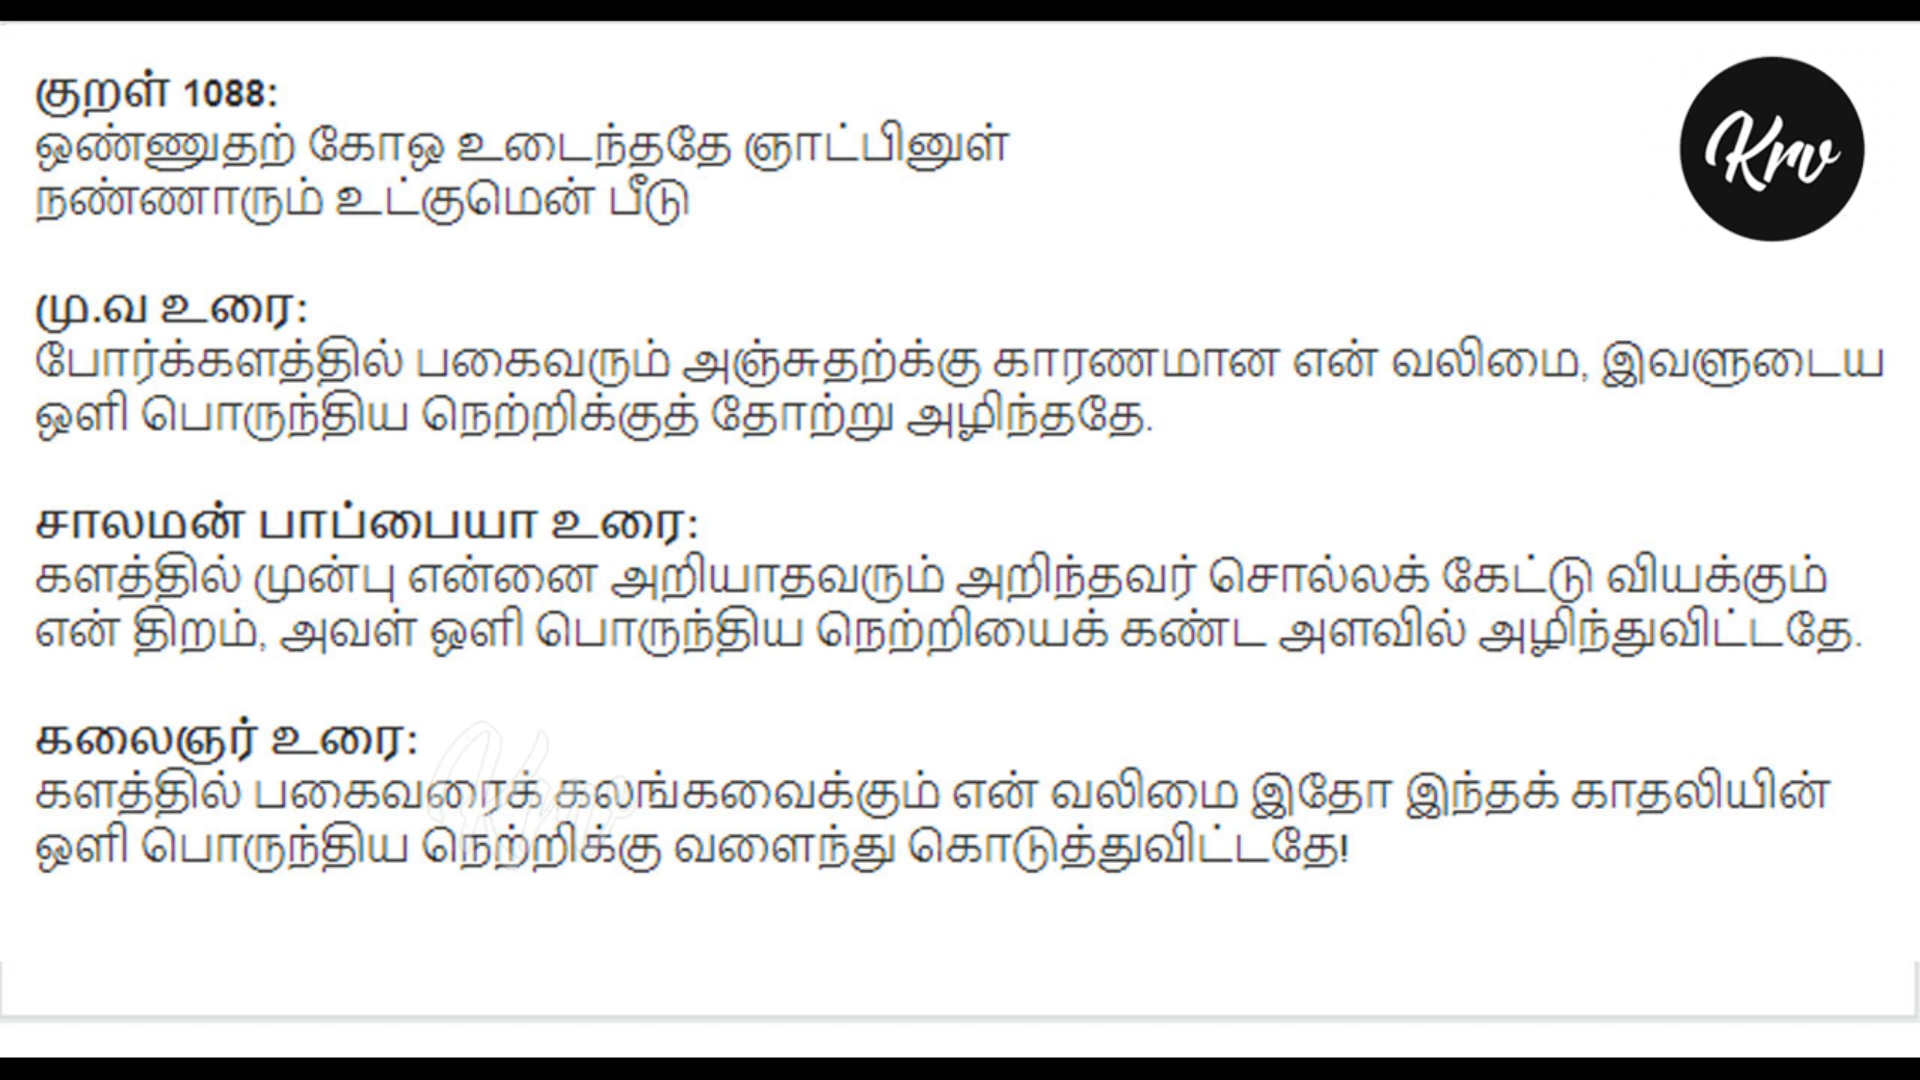 குறள் 1088:
ஒண்ணுதற் கோஒ உடைந்ததே ஞாட்பினுள்
நண்ணாரும் உட்குமென் பீடு
Krv
மு.வ உரை:
போர்க்களத்தில் பகைவரும் அஞ்சுதற்க்கு காரணமான என் வலிமை, இவளுடைய
ஒளி பொருந்திய நெற்றிக்குத் தோற்று அழிந்ததே.
சாலமன் பாப்பையா உரை:
களத்தில் முன்பு என்னை அறியாதவரும் அறிந்தவர் சொல்லக் கேட்டு வியக்கும்
என் திறம், அவள் ஒளி பொருந்திய நெற்றியைக் கண்ட அளவில் அழிந்துவிட்டதே.
கலைஞர் உரை:
களத்தில் பகைவரைக் கலங்கவைக்கும் என் வலிமை இதோ இந்தக் காதலியின்
ஒளி பொருந்திய நெற்றிக்கு வளைந்து கொடுத்துவிட்டதே!
Krv